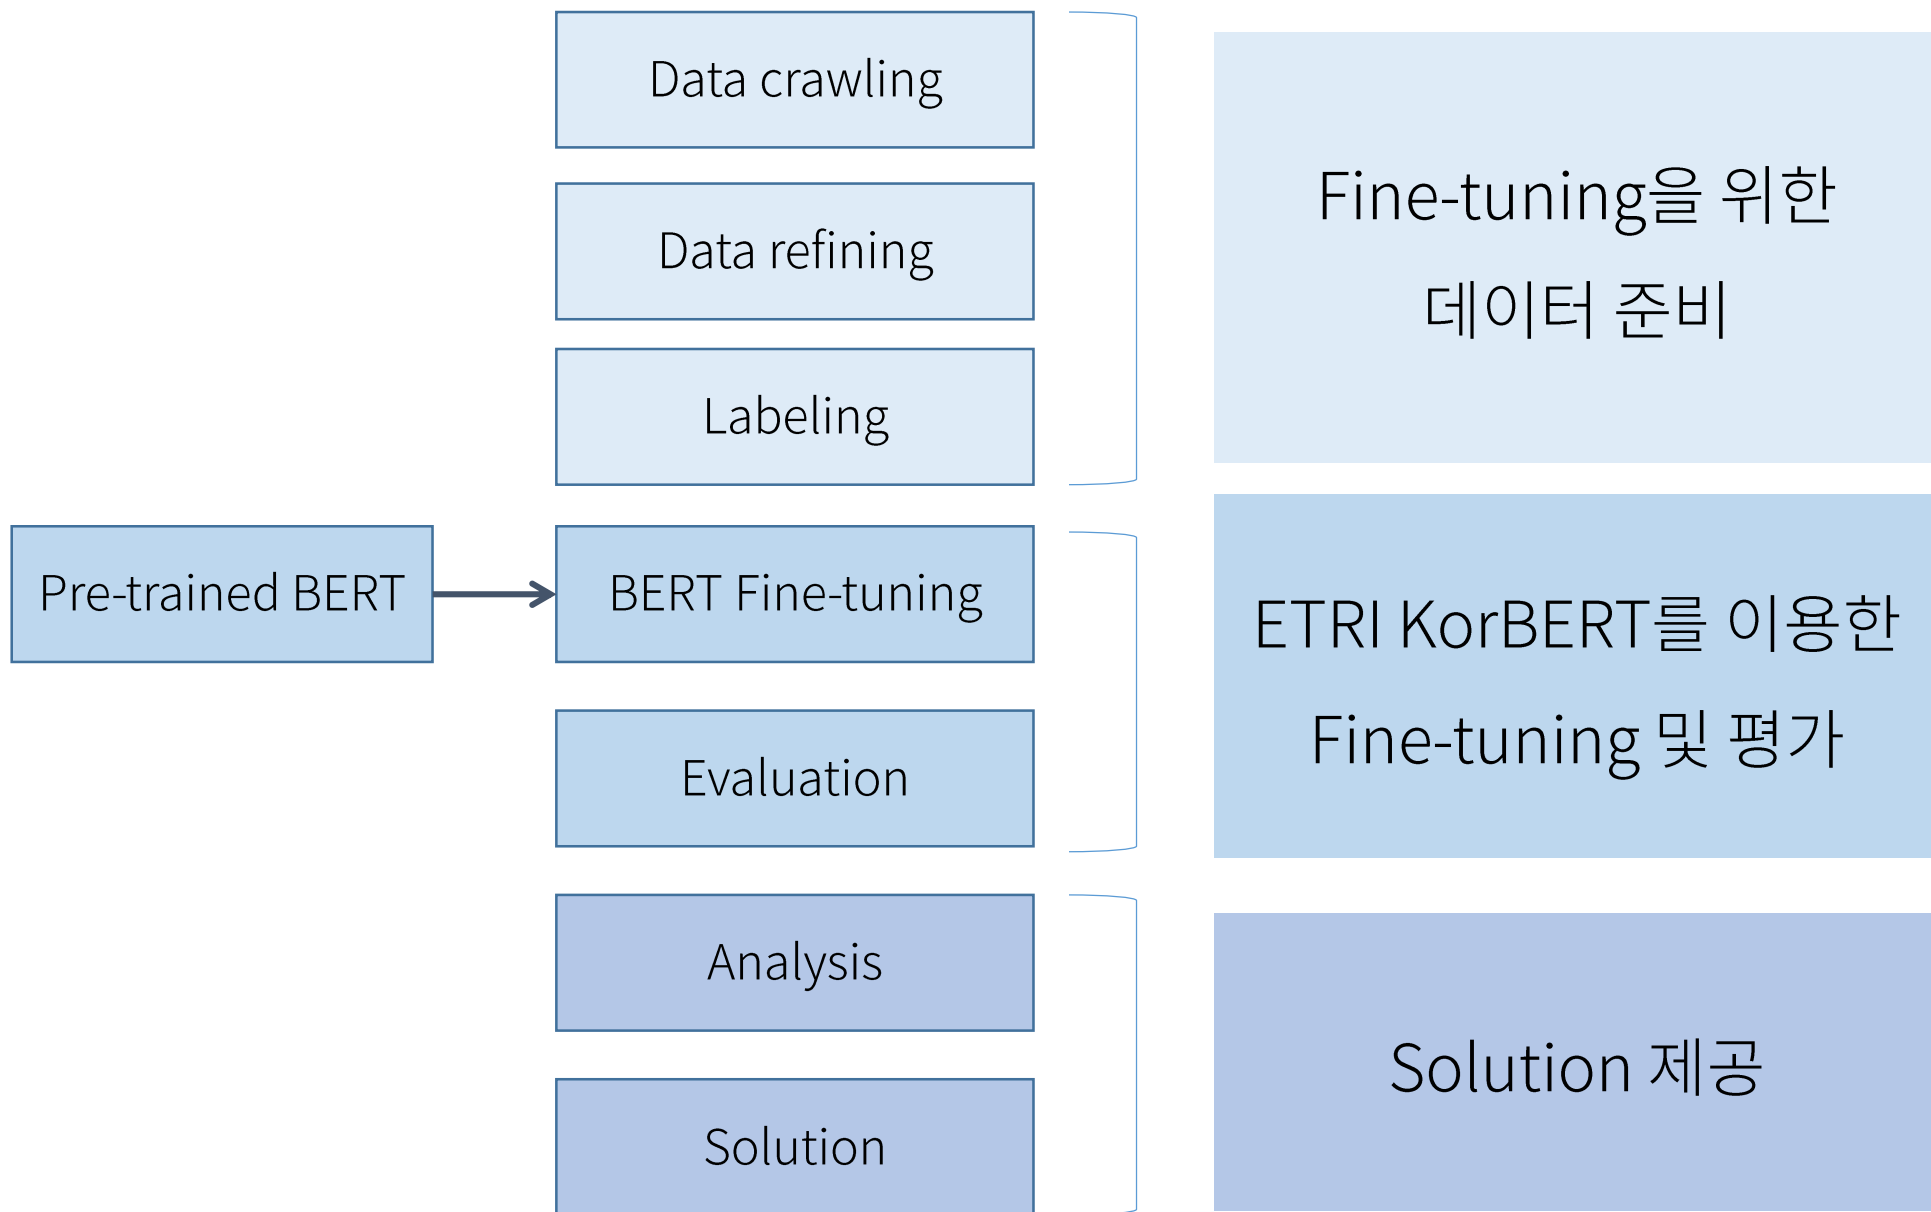 Data crawling
Data refining
Labeling
Fine-tuning을 위한
데이터 준비
Pre-trained BERT
BERT Fine-tuning
Evaluation
ETRI KorBERT를 이용한
Fine-tuning 및 평가
Analysis
Solution
Solution 제공